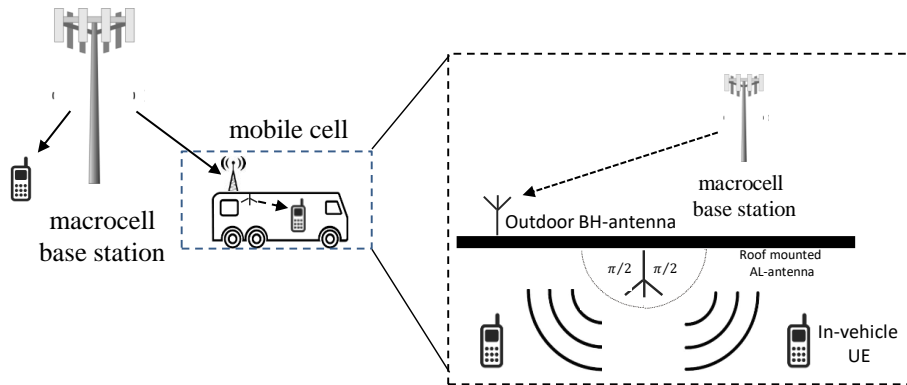 mobile cell
macrocell
base station
macrocell
base station
Outdoor BH-antenna
π/2 π/2
Roof mounted
AL-antenna
In-vehicle
UE